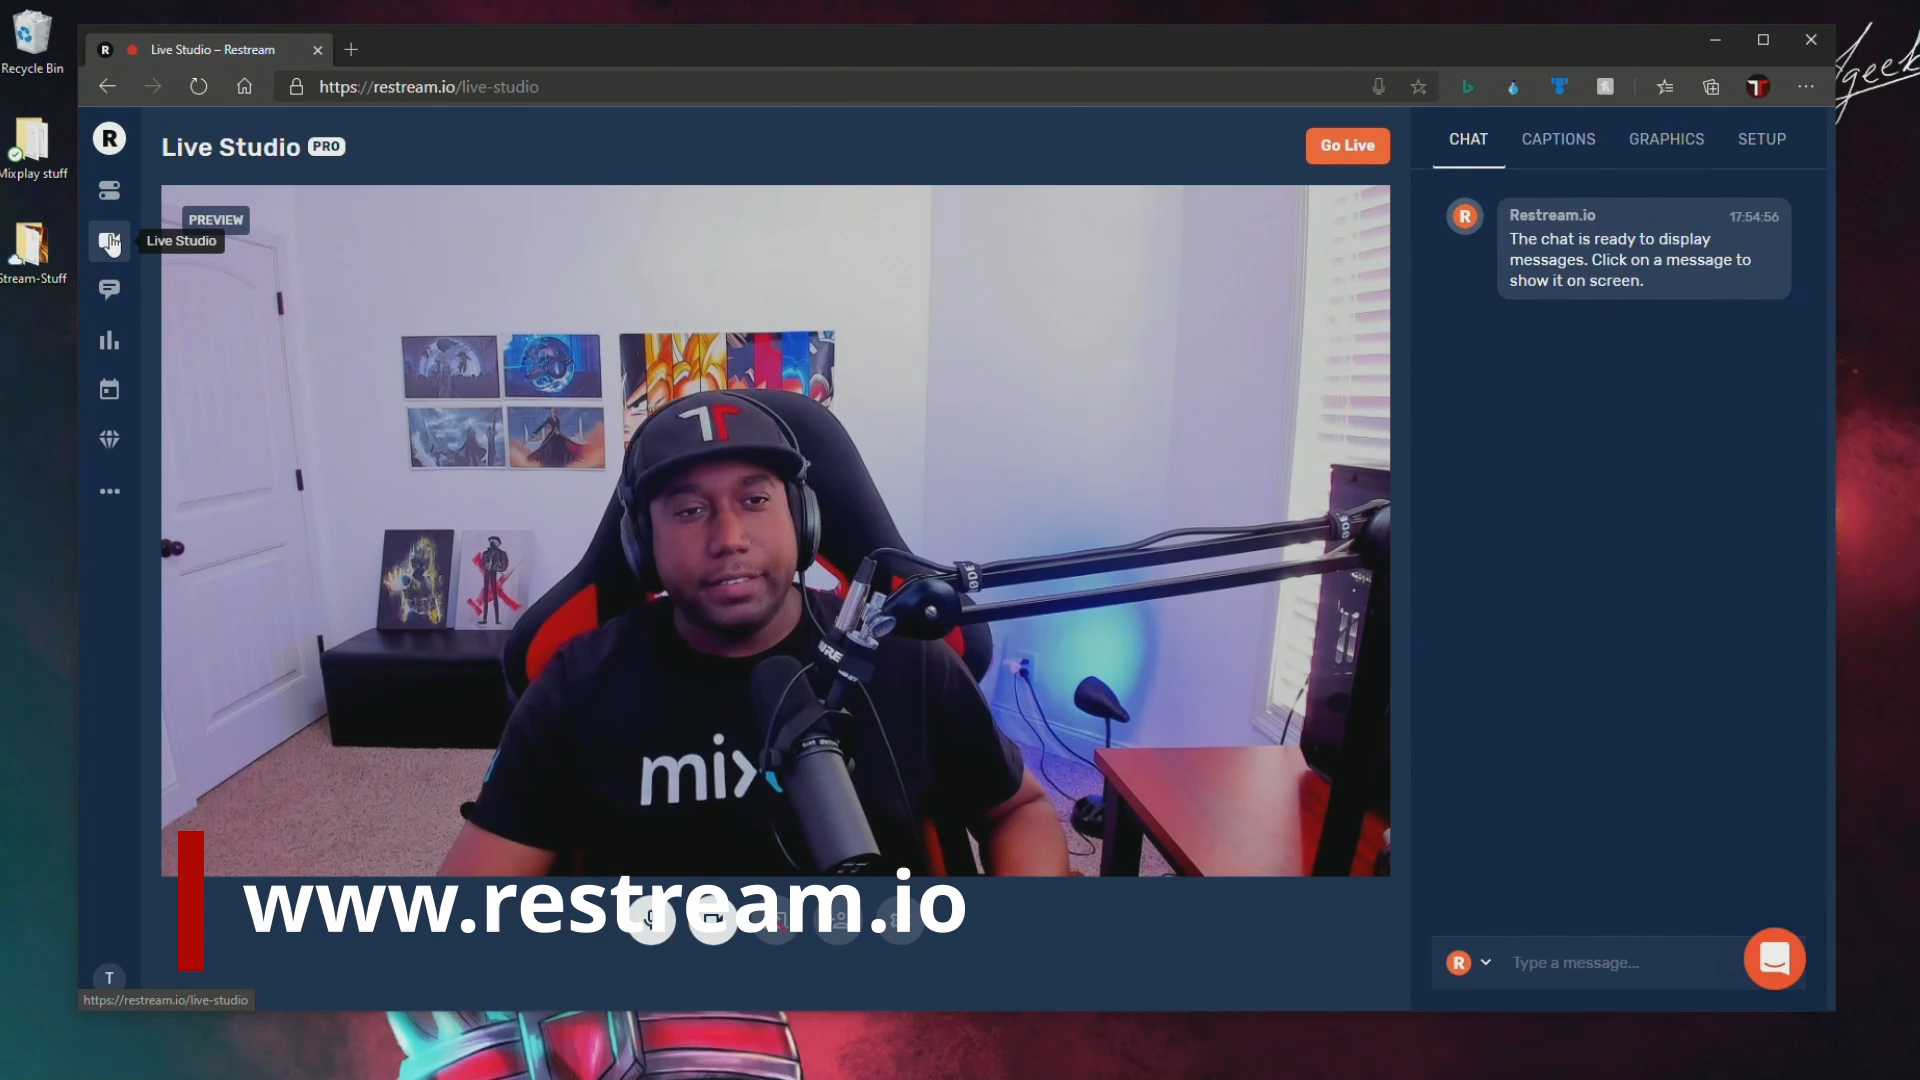 Recycle Bin
Mixplay stuff
Stream-Stuff
Live Studio – Restream
https://restream.io/live-studio
Live Studio PRO
Go Live
PREVIEW
Live Studio
CHAT
CAPTIONS
GRAPHICS
SETUP
Restream.io
17:54:56
The chat is ready to display
messages. Click on a message to
show it on screen.
mix
www.restream.io
T
https://restream.io/live-studio
Type a message...